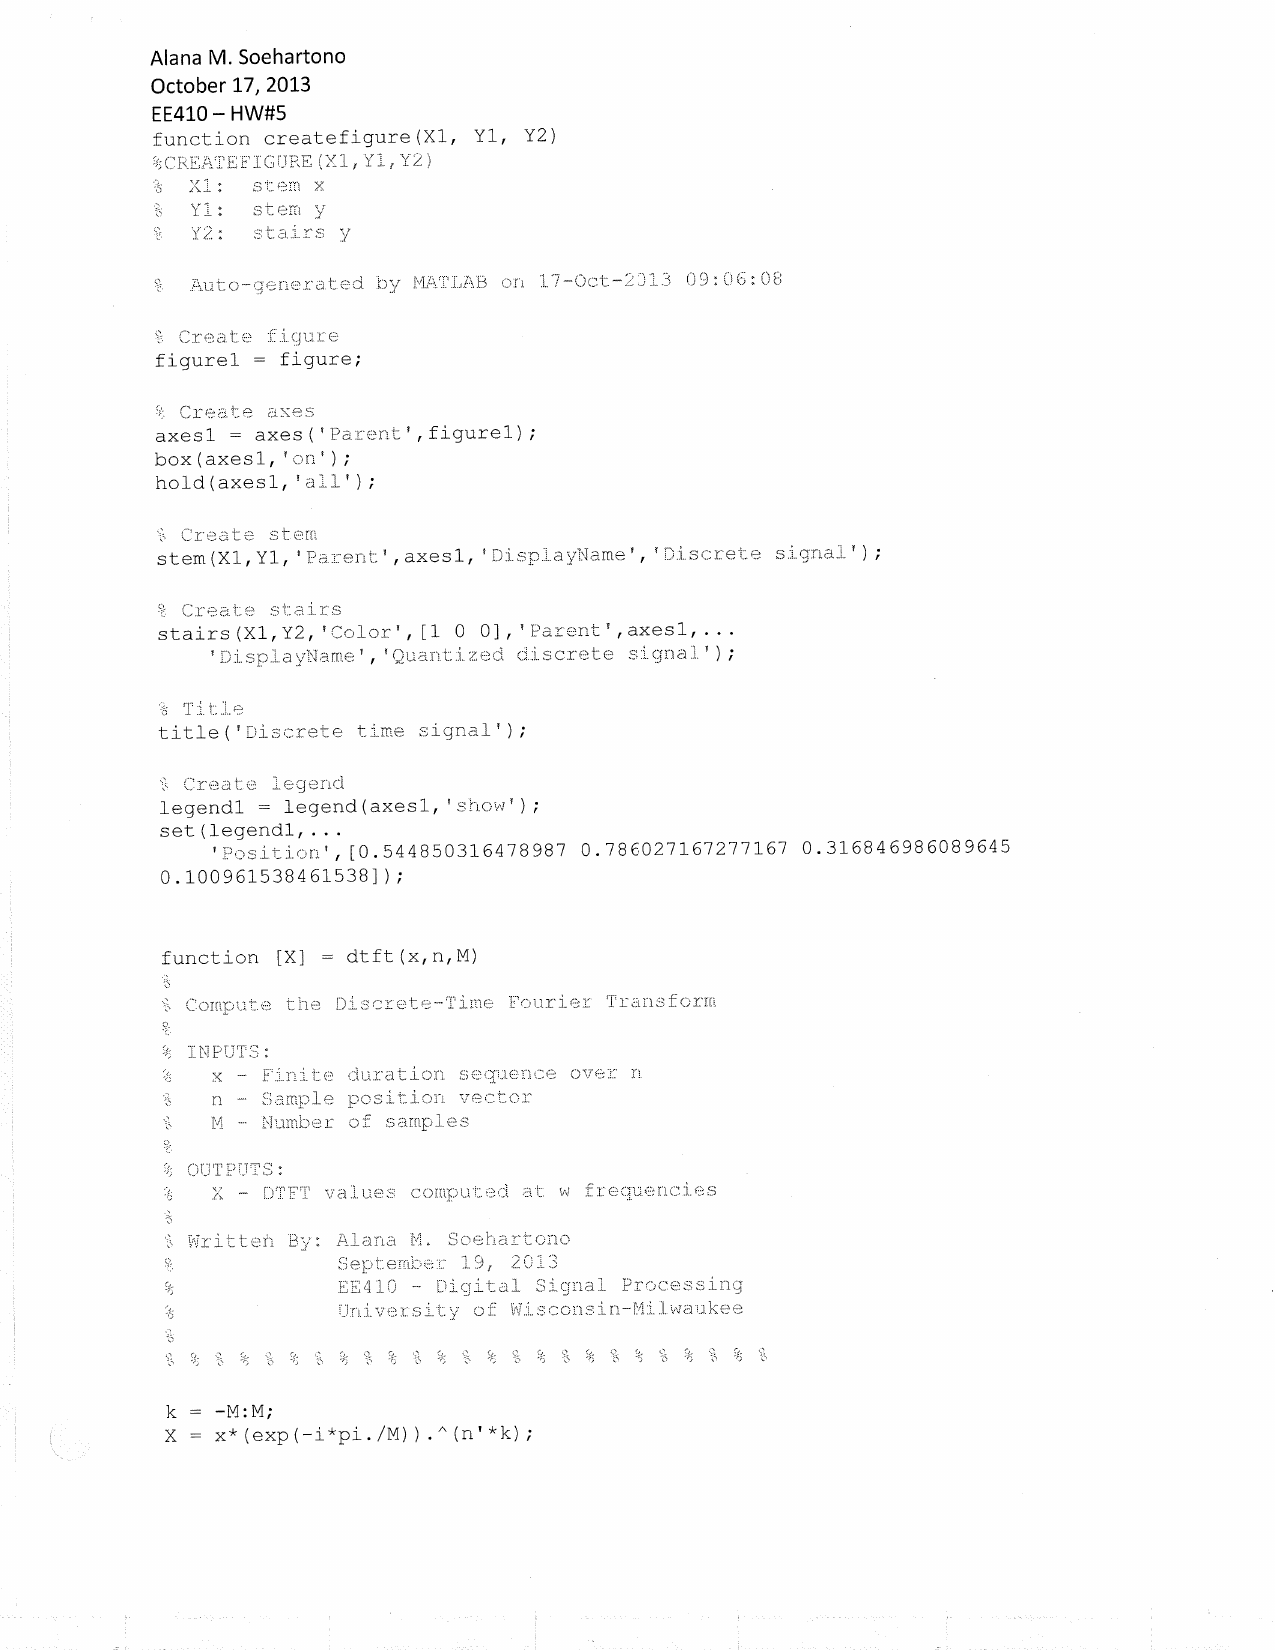 Alana M. Soehartono
October 17, 2013
EE410 – HW#5
function createfigure(X1, Y1, Y2)
%CREATEFIGURE(X1,Y1,Y2)
%  X1:  stem x
%  Y1:  stem y
%  Y2:  stairs y
%  Auto-generated by MATLAB on 17-Oct-2013 09:06:08
% Create figure
figure1 = figure;
% Create axes
axes1 = axes('Parent',figure1);
box(axes1,'on');
hold(axes1,'all');
% Create stem
stem(X1,Y1,'Parent',axes1,'DisplayName','Discrete signal');
% Create stairs
stairs(X1,Y2,'Color',[1 0 0],'Parent',axes1,...
    'DisplayName','Quantized discrete signal');
% Title
title('Discrete time signal');
% Create legend
legend1 = legend(axes1,'show');
set(legend1,...
    'Position',[0.544850316478987 0.786027167277167 0.316846986089645
0.100961538461538]);
function [X] = dtft(x,n,M)
%
% Compute the Discrete-Time Fourier Transform
%
% INPUTS:
%   x - Finite duration sequence over n
%   n - Sample position vector
%   M - Number of samples
%
% OUTPUTS:
%   X - DTFT values computed at w frequencies
%
% Written By: Alana M. Soehartono
%             September 19, 2013
%             EE410 - Digital Signal Processing
%             University of Wisconsin-Milwaukee
%
% % % % % % % % % % % % % % % % % % % % % % % % %
k = -M:M;
X = x*(exp(-i*pi./M)).^(n'*k);